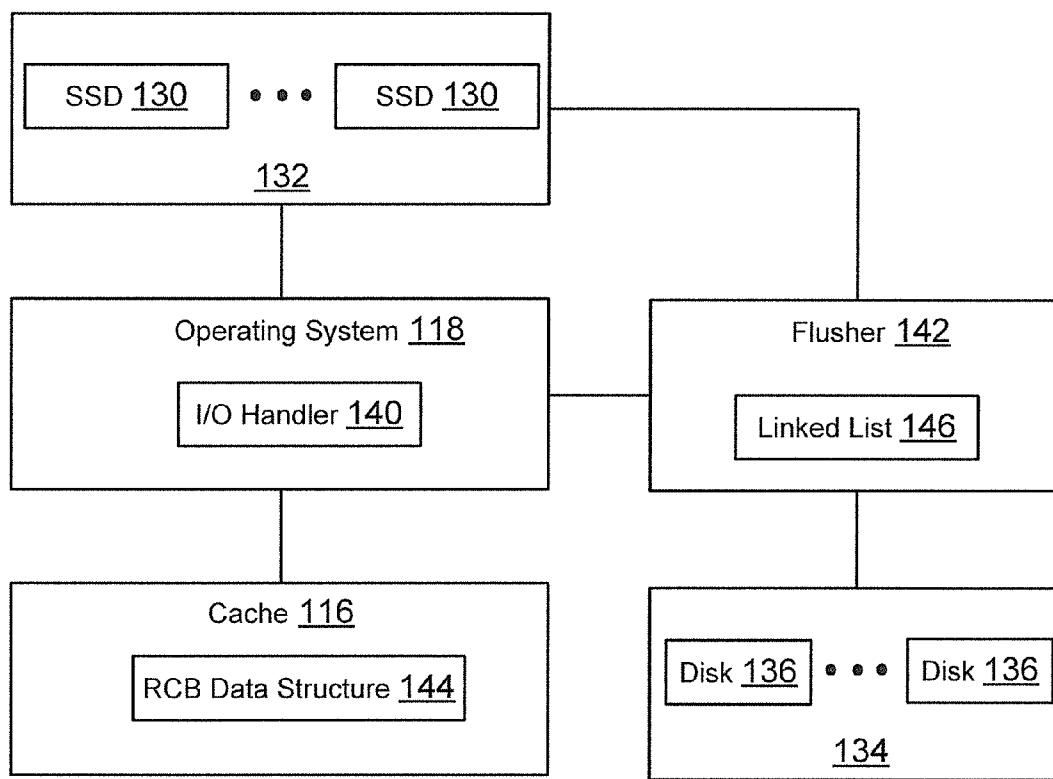 SSD 130 ••• SSD 130
132
Operating System 118
I/O Handler 140
Flusher 142
Linked List 146
Cache 116
RCB Data Structure 144
Disk 136 ••• Disk 136
134